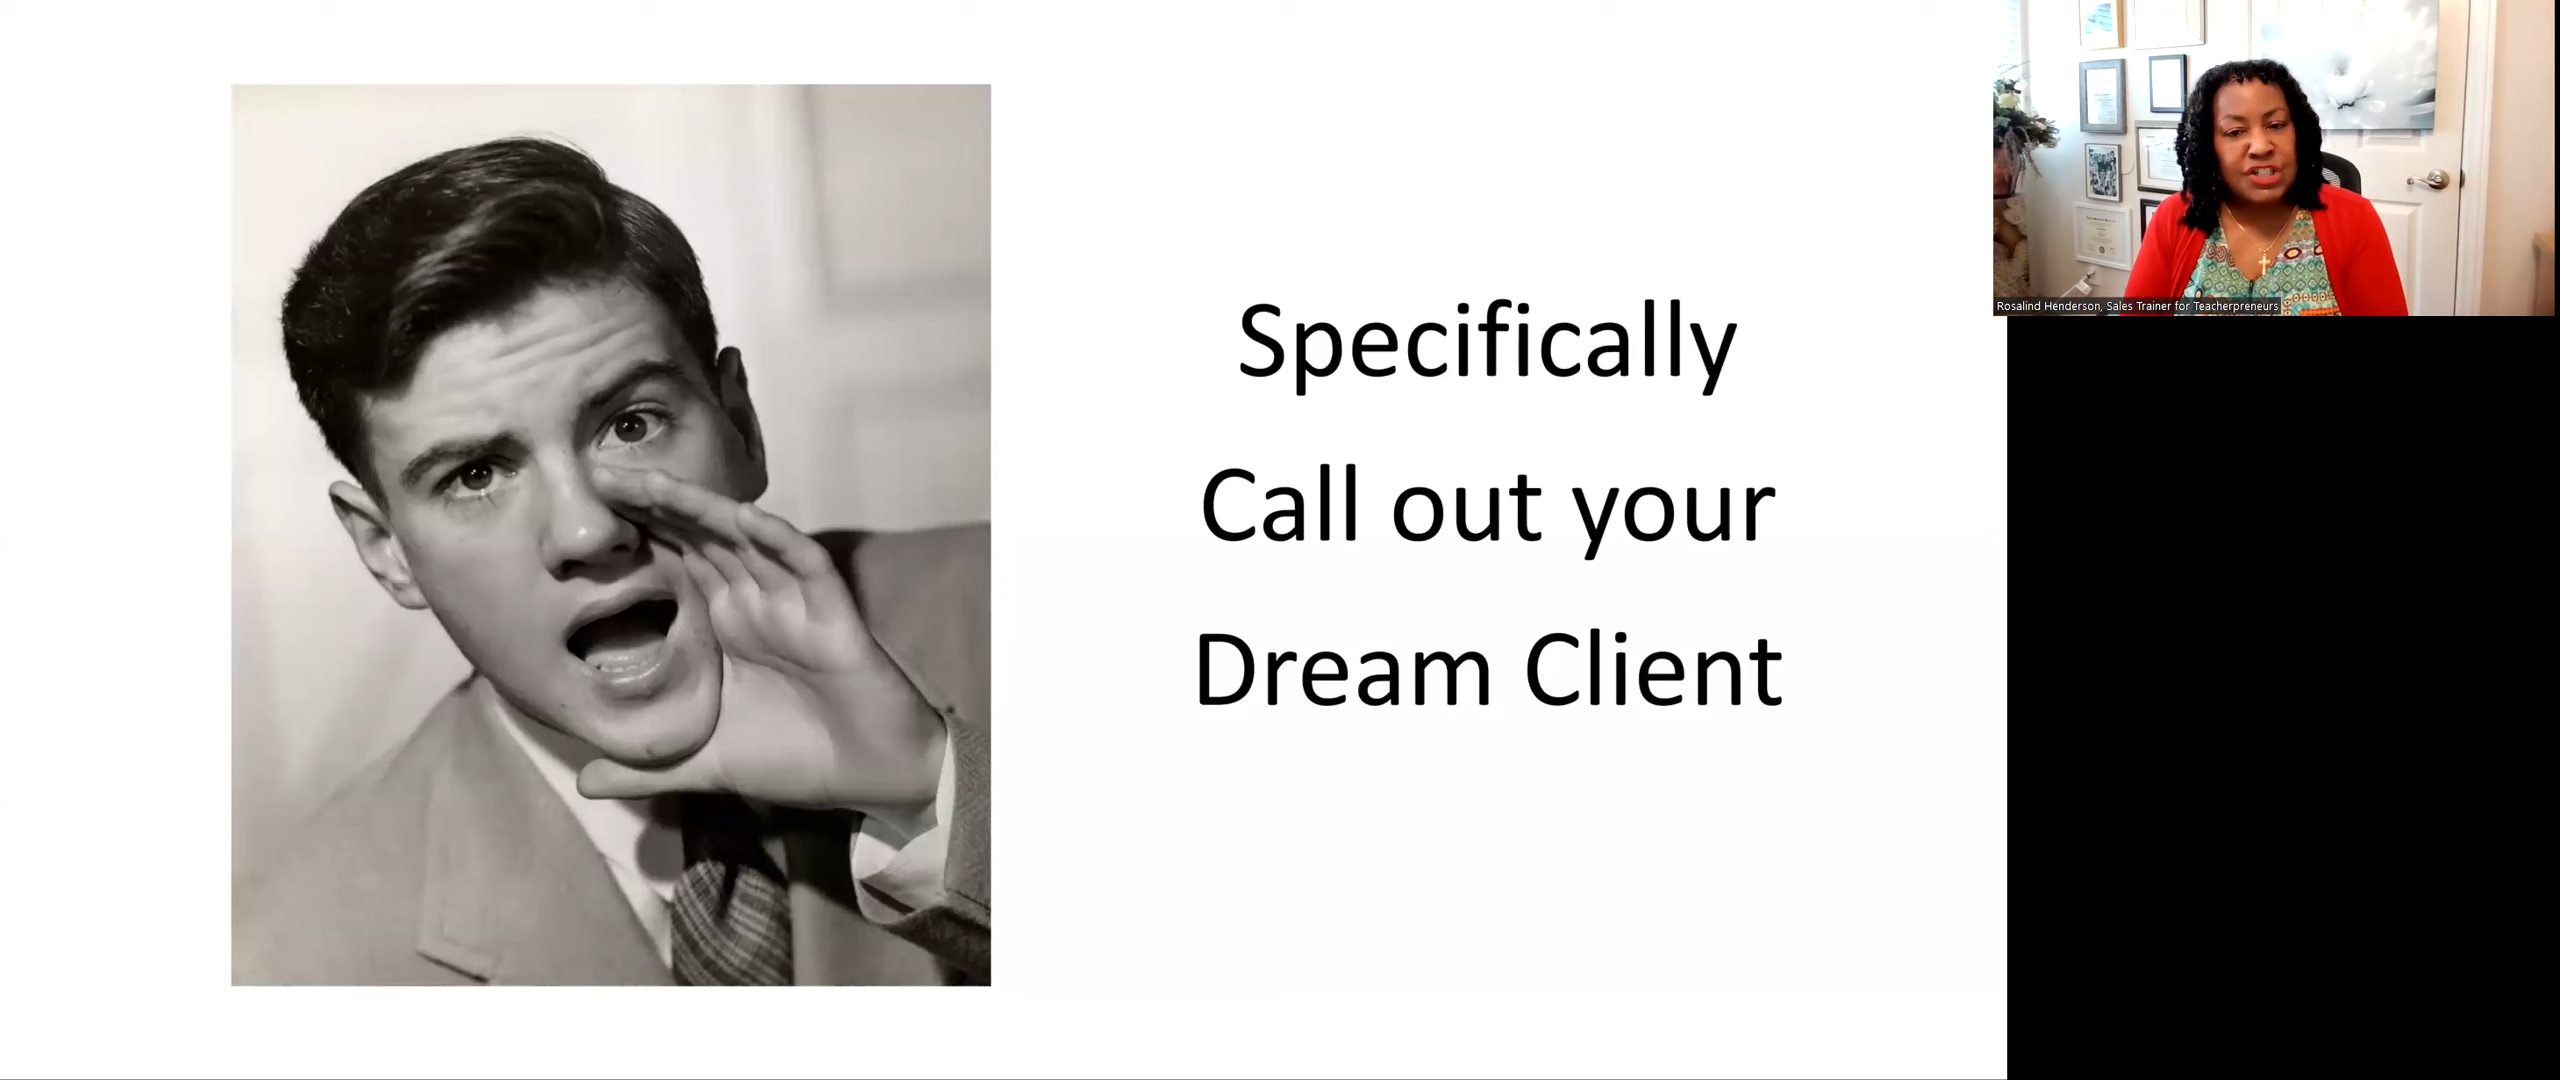 Specifically
Call out your
Dream Client
Rosalind Henderson, Sales Trainer for Teacherpreneurs